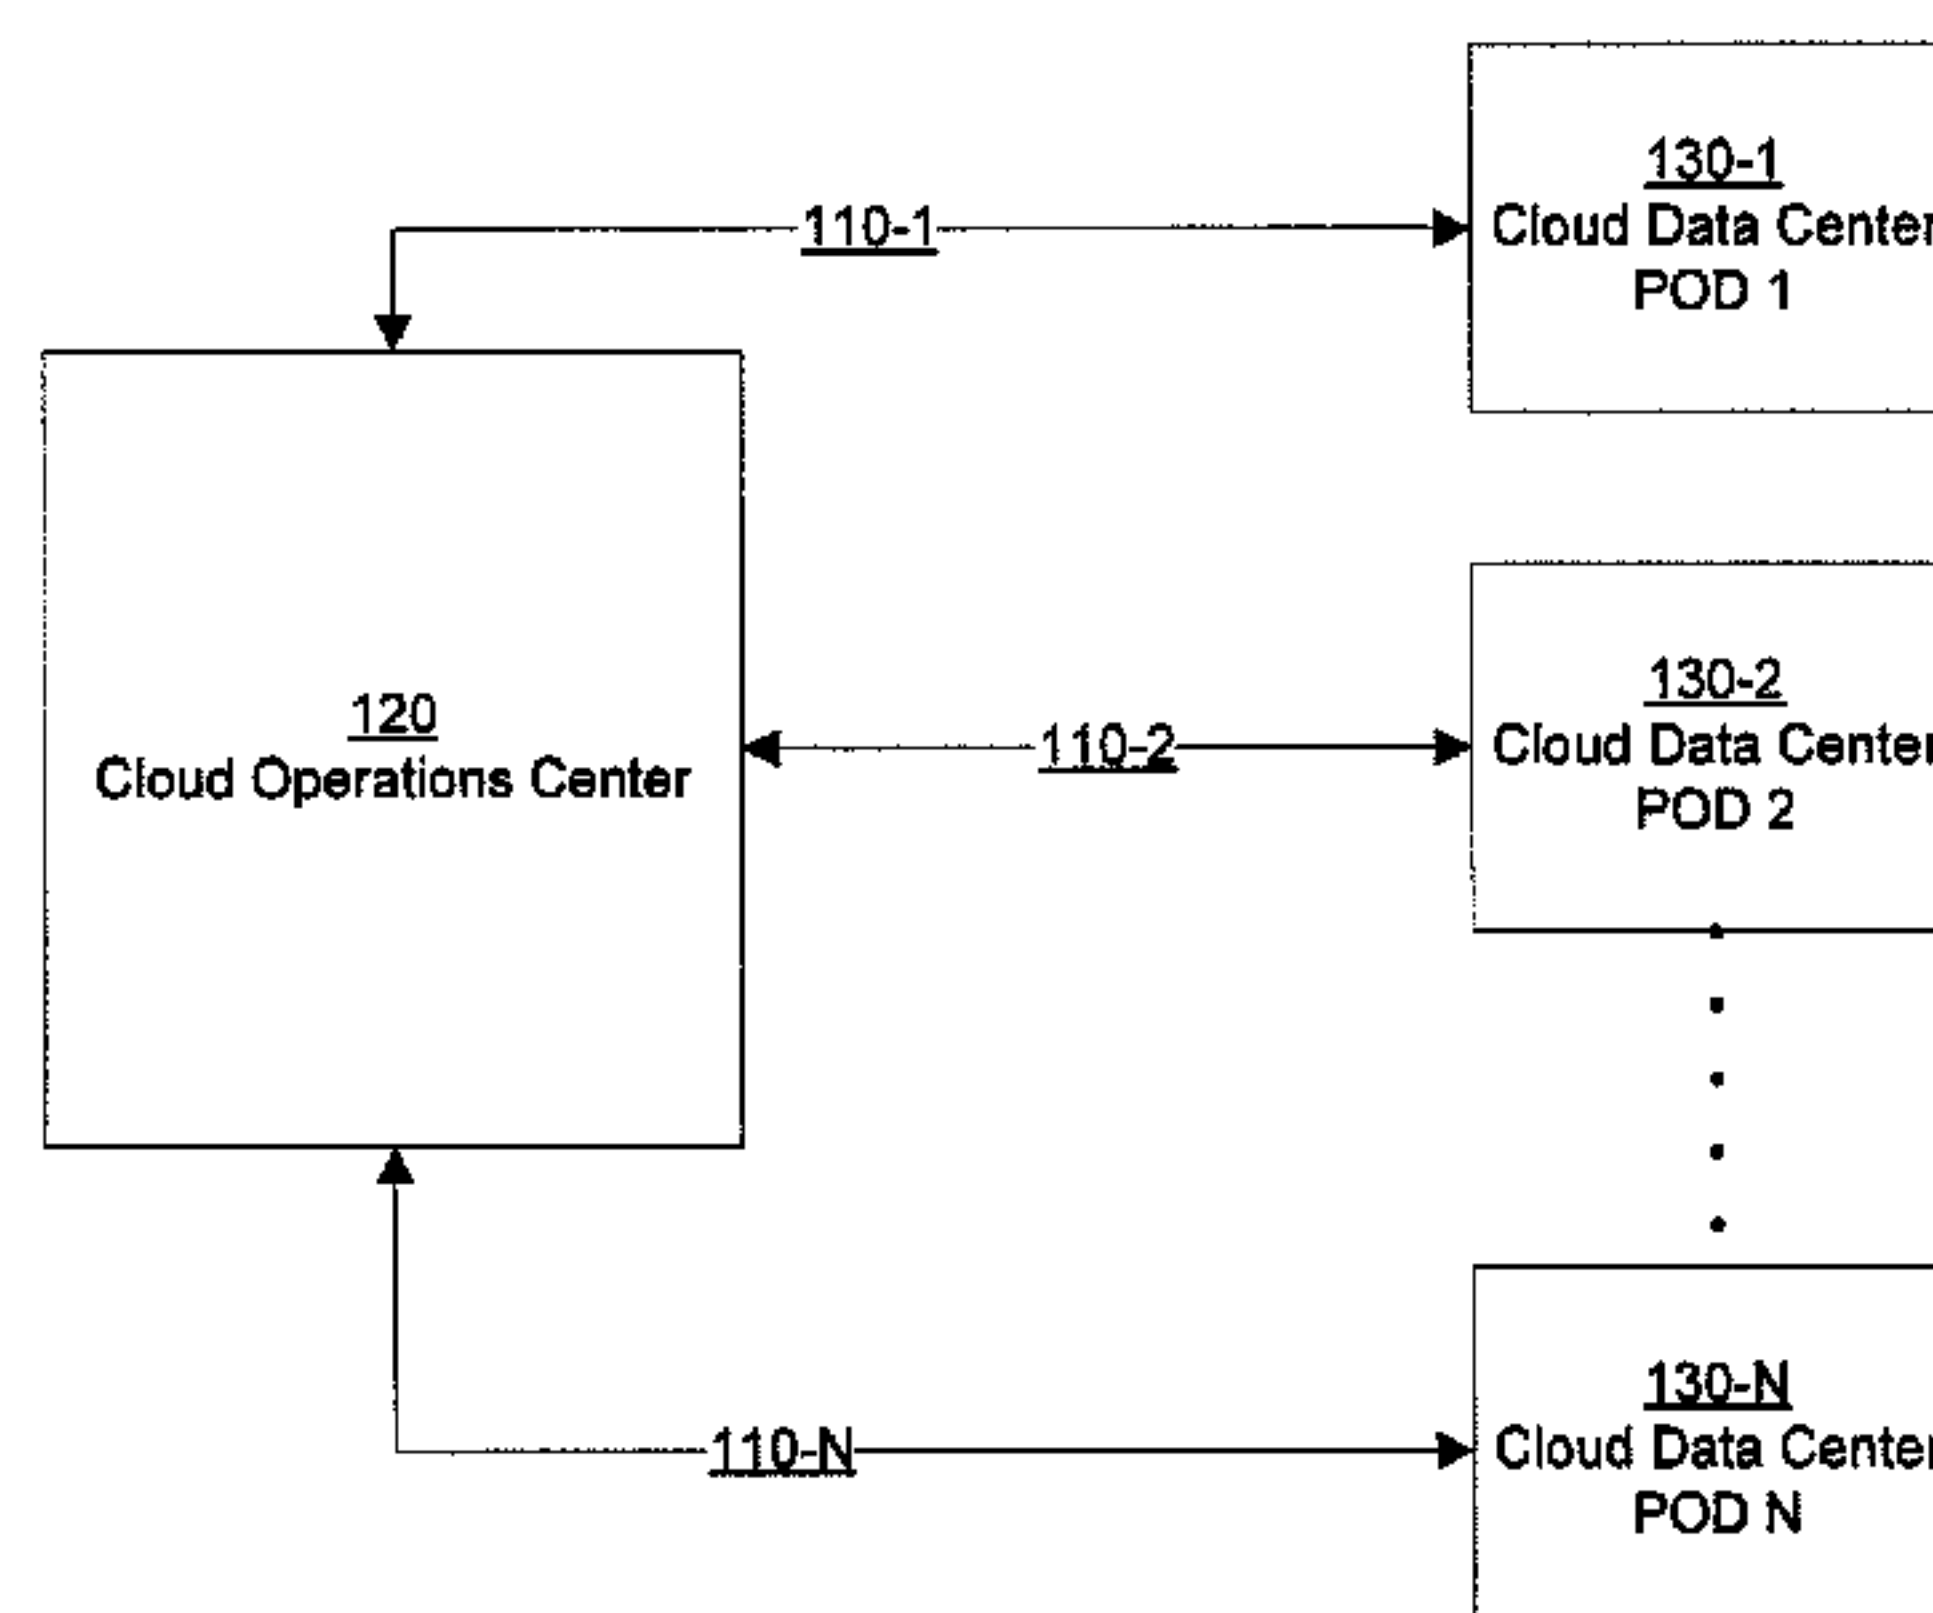 130-1
Cloud Data Center
POD 1
110-1
120
Cloud Operations Center
110-2
130-2
Cloud Data Center
POD 2
110-N
130-N
Cloud Data Center
POD N